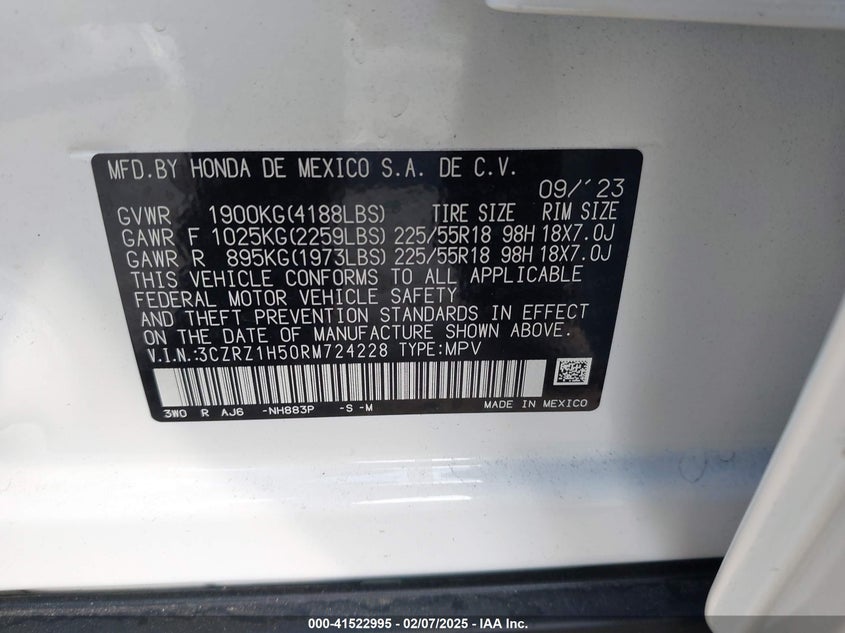 MFD.BY HONDA DE MEXICO S.A. DE C.V.
09/'23
GVWR 1900KG(4188LBS) TIRE SIZE RIM SIZE
GAWR F 1025KG(2259LBS) 225/55R18 98H 18X7.0J
GAWR R 895KG(1973LBS) 225/55R18 98H 18X7.0J
THIS VEHICLE CONFORMS TO ALL APPLICABLE
FEDERAL MOTOR VEHICLE SAFETY
AND THEFT PREVENTION STANDARDS IN EFFECT
ON THE DATE OF MANUFACTURE SHOWN ABOVE.
V.I.N.:3CZRZ1H50RM724228 TYPE:MPV
3W0 R AJ6 -NH883P -S -M MADE IN MEXICO
000-41522995 - 02/07/2025 - IAA Inc.